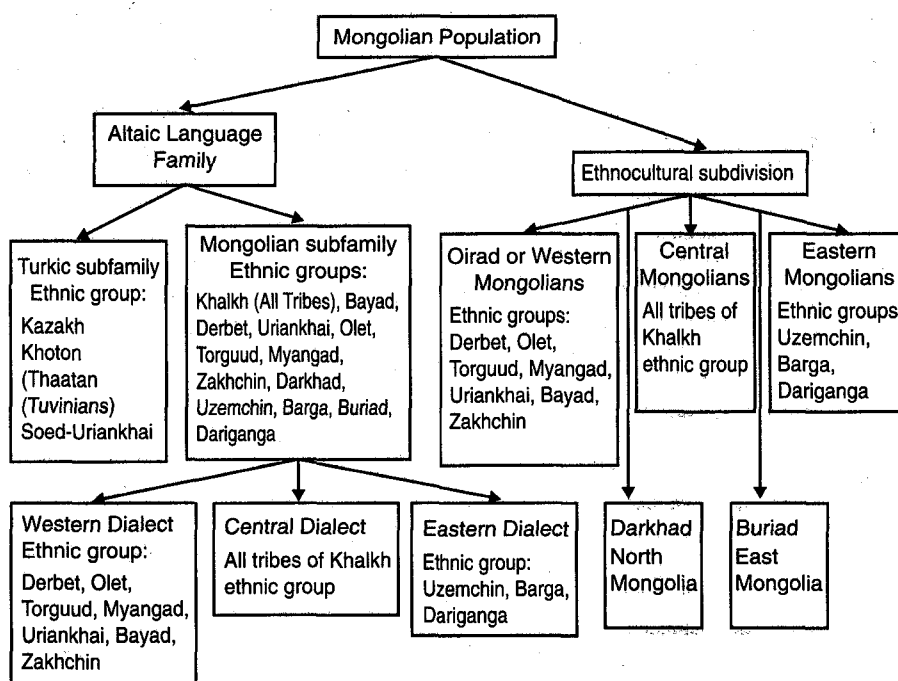 Mongolian Population
Altaic Language
Family
Ethnocultural subdivision
Turkic subfamily
Ethnic group:
Kazakh
Khoton
(Thaatan
(Tuvinians)
Soed-Uriankhai
Mongolian subfamily
Ethnic groups:
Khalkh (All Tribes), Bayad,
Derbet, Uriankhai, Olet,
Torguud, Myangad,
Zakhchin, Darkhad,
Uzemchin, Barga, Buriad,
Dariganga
Oirad or Western
Mongolians
Ethnic groups:
Derbet, Olet,
Torguud, Myangad,
Uriankhai, Bayad,
Zakhchin
Central
Mongolians
All tribes of
Khalkh
ethnic group
Eastern
Mongolians
Ethnic groups
Uzemchin,
Barga,
Dariganga
Western Dialect
Ethnic group:
Derbet, Olet,
Torguud, Myangad,
Uriankhai, Bayad,
Zakhchin
Central Dialect
All tribes of Khalkh
ethnic group
Eastern Dialect
Ethnic group:
Uzemchin, Barga,
Dariganga
Darkhad
North
Mongolia
Buriad
East
Mongolia